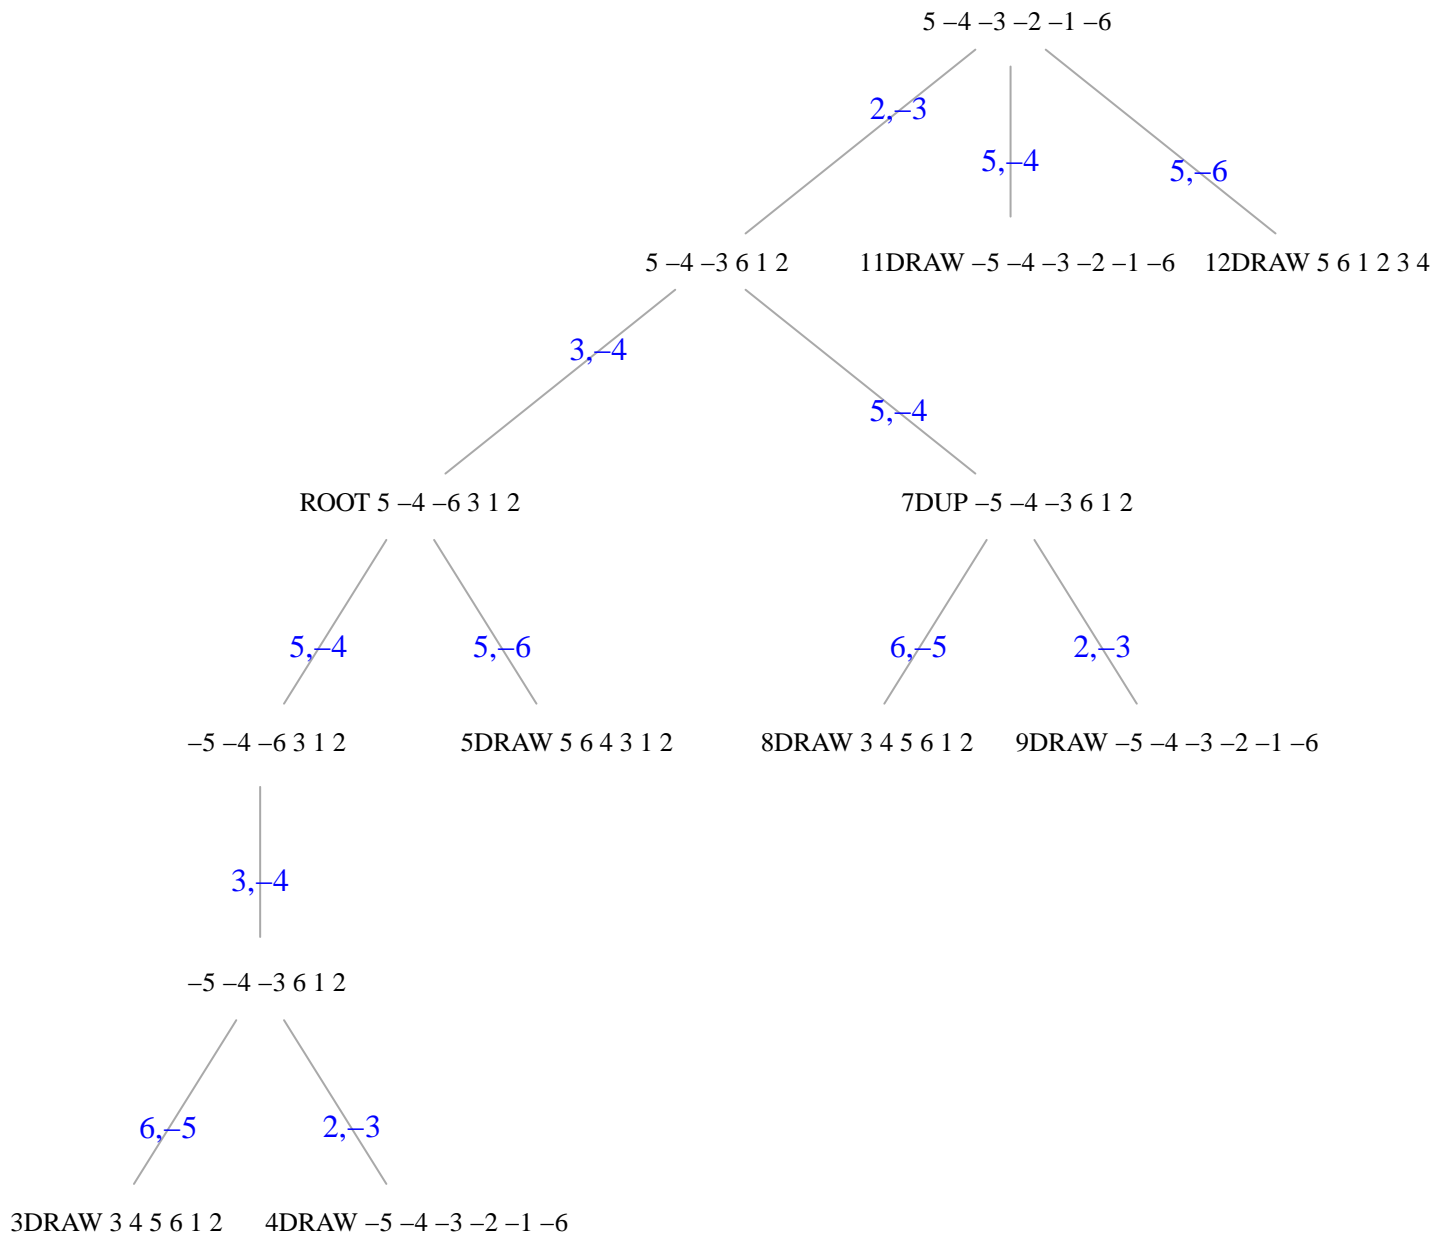 5 –4 –3 –2 –1 –6
2,–3
5,–4
5,–6
5 –4 –3 6 1 2
11DRAW –5 –4 –3 –2 –1 –6
12DRAW 5 6 1 2 3 4
3,–4
5,–4
ROOT 5 –4 –6 3 1 2
7DUP –5 –4 –3 6 1 2
5,–4
5,–6
6,–5
2,–3
–5 –4 –6 3 1 2
5DRAW 5 6 4 3 1 2
8DRAW 3 4 5 6 1 2
9DRAW –5 –4 –3 –2 –1 –6
3,–4
–5 –4 –3 6 1 2
6,–5
2,–3
3DRAW 3 4 5 6 1 2
4DRAW –5 –4 –3 –2 –1 –6